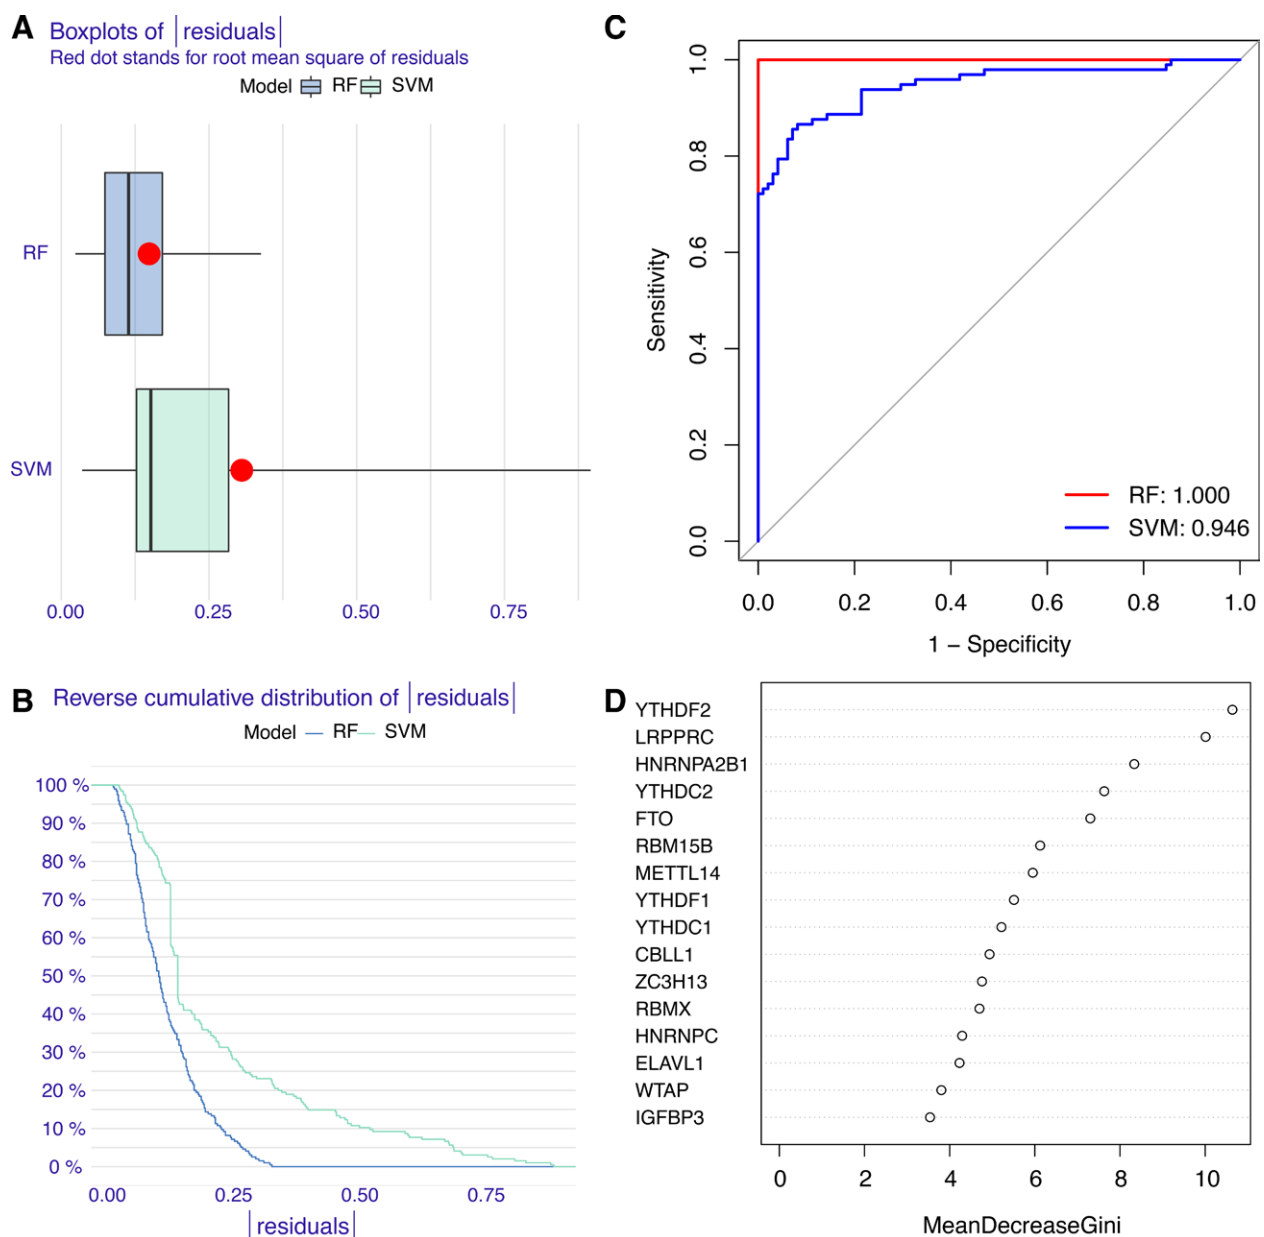 A
Boxplots of |residuals|
Red dot stands for root mean square of residuals
Model RF SVM
RF
SVM
0.00 0.25 0.50 0.75
B
Reverse cumulative distribution of |residuals|
Model RF SVM
100 %
90 %
80 %
70 %
60 %
50 %
40 %
30 %
20 %
10 %
0 %
0.00 0.25 0.50 0.75
|residuals|
C
Sensitivity
1.0
0.8
0.6
0.4
0.2
0.0
RF: 1.000
SVM: 0.946
0.0 0.2 0.4 0.6 0.8 1.0
1 − Specificity
D
YTHDF2
LRPPRC
HNRNPA2B1
YTHDC2
FTO
RBM15B
METTL14
YTHDF1
YTHDC1
CBLL1
ZC3H13
RBMX
HNRNPC
ELAVL1
WTAP
IGFBP3
0 2 4 6 8 10
MeanDecreaseGini